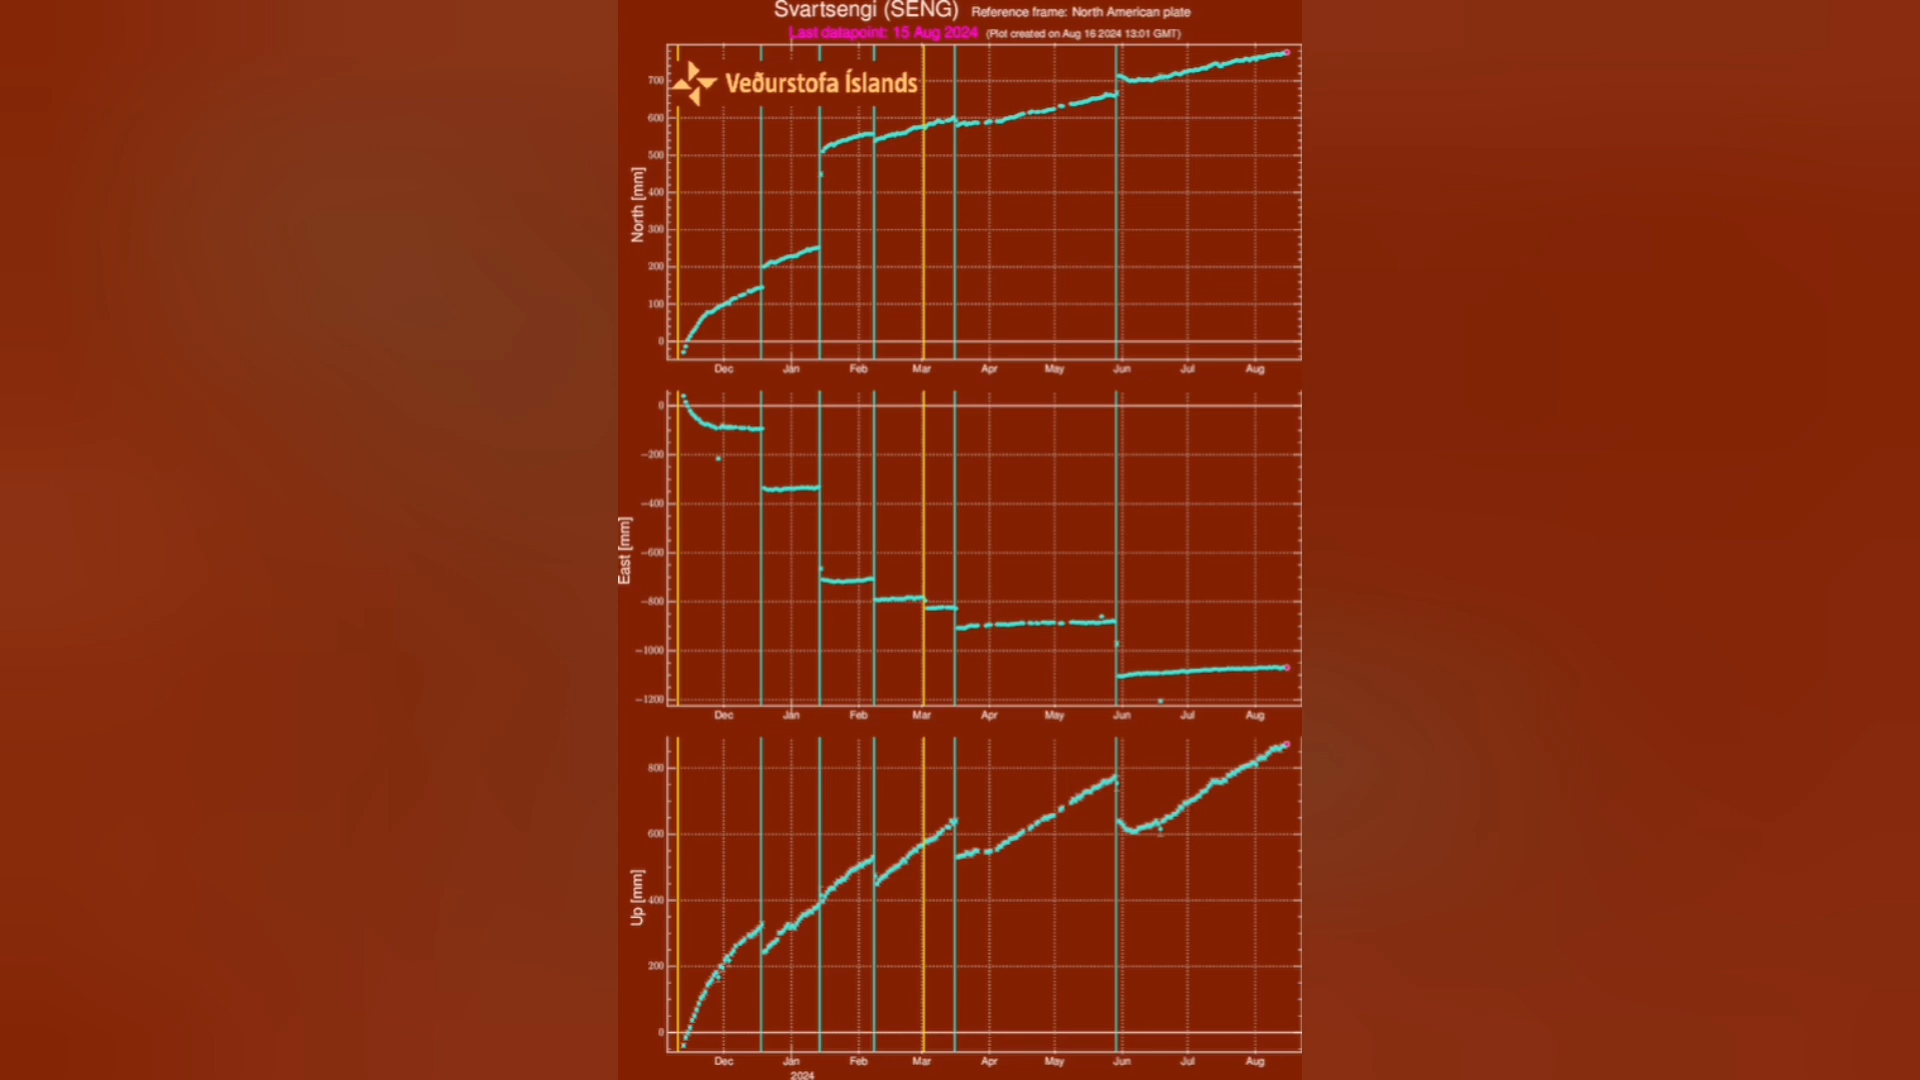 Svartsengi (SENG) Reference frame: North American plate
Last datapoint: 15 Aug 2024 (Plot created on Aug 16 2024 13:01 GMT)
Veðurstofa Íslands
North [mm]
700
600
500
400
300
200
100
0
Dec Jan Feb Mar Apr May Jun Jul Aug
East [mm]
0
−200
−400
−600
−800
−1000
−1200
Dec Jan Feb Mar Apr May Jun Jul Aug
Up [mm]
800
600
400
200
0
Dec Jan Feb Mar Apr May Jun Jul Aug
2024